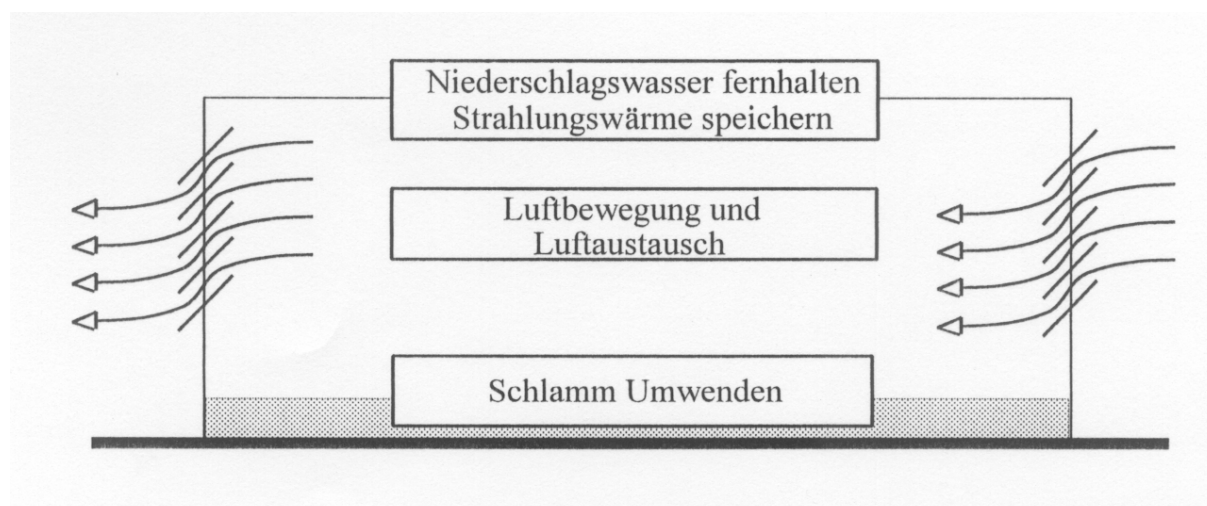 Niederschlagswasser fernhalten
Strahlungswärme speichern
Luftbewegung und
Luftaustausch
Schlamm Umwenden